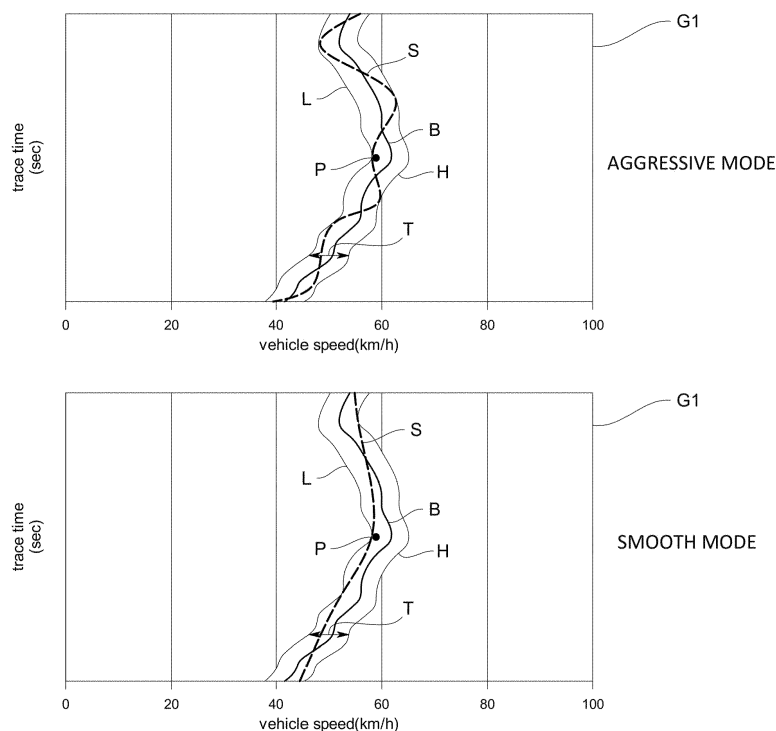 G1
S
L
B
P
H
T
trace time
(sec)
AGGRESSIVE MODE
0 20 40 60 80 100
vehicle speed(km/h)
G1
S
L
B
P
H
T
trace time
(sec)
SMOOTH MODE
0 20 40 60 80 100
vehicle speed(km/h)